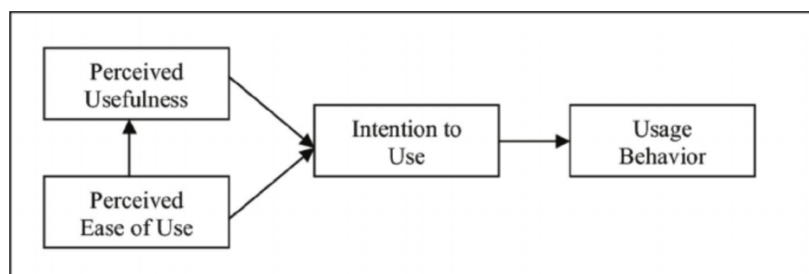 Perceived
Usefulness
Intention to
Use
Usage
Behavior
Perceived
Ease of Use